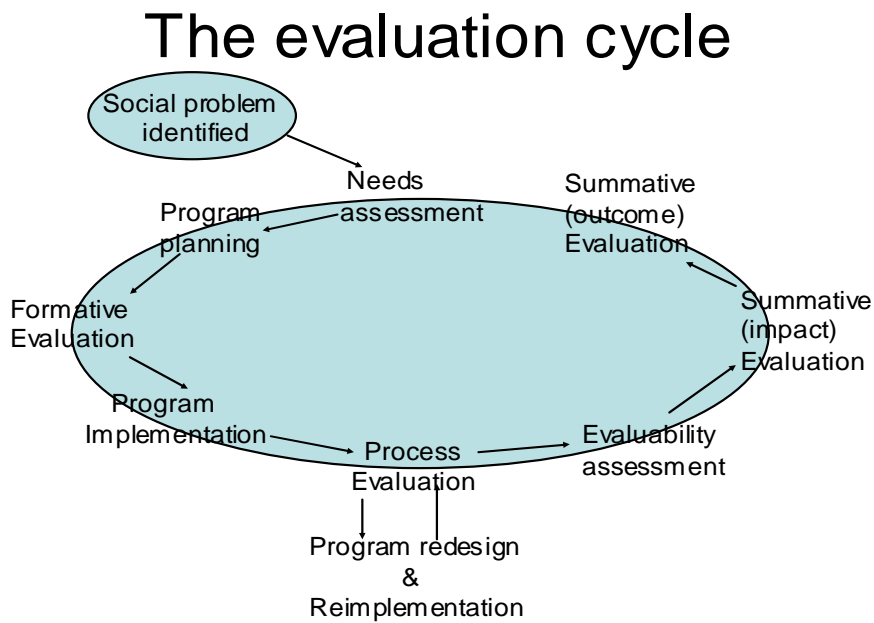 The evaluation cycle
Social problem
identified
Needs
assessment
Program
planning
Formative
Evaluation
Program
Implementation
Process
Evaluation
Program redesign
&
Reimplementation
Evaluability
assessment
Summative
(impact)
Evaluation
Summative
(outcome)
Evaluation